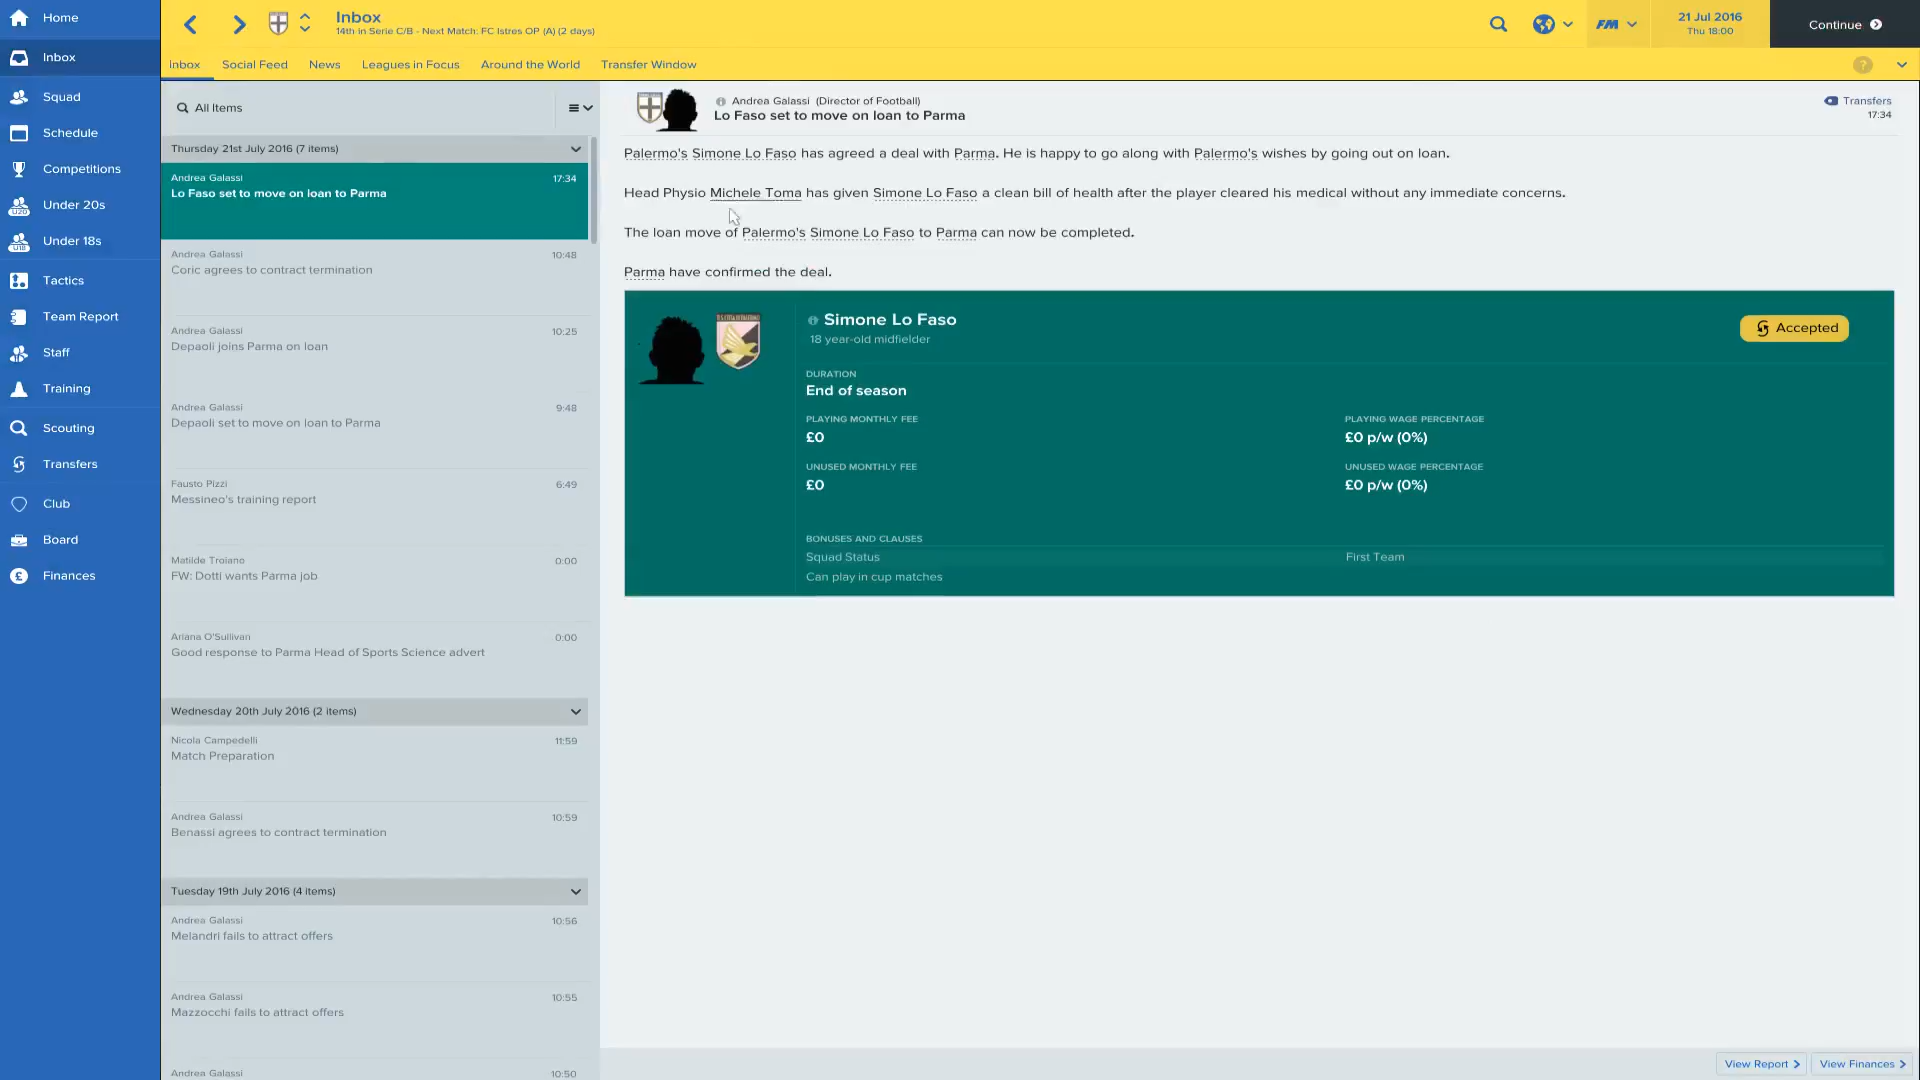 Home
Inbox
Squad
Schedule
Competitions
Under 20s
Under 18s
Tactics
Team Report
Staff
Training
Scouting
Transfers
Club
Board
Finances
Inbox
14th in Serie C/B - Next Match: FC Istres OP (A) (2 days)
FM
21 Jul 2016
Thu 18:00
Continue
Inbox
Social Feed
News
Leagues in Focus
Around the World
Transfer Window
?
All Items
Thursday 21st July 2016 (7 items)
Andrea Galassi 17:34
Lo Faso set to move on loan to Parma
Andrea Galassi 10:48
Coric agrees to contract termination
Andrea Galassi 10:25
Depaoli joins Parma on loan
Andrea Galassi 9:48
Depaoli set to move on loan to Parma
Fausto Pizzi 6:49
Messineo's training report
Matilde Troiano 0:00
FW: Dotti wants Parma job
Ariana O'Sullivan 0:00
Good response to Parma Head of Sports Science advert
Wednesday 20th July 2016 (2 items)
Nicola Campedelli 11:59
Match Preparation
Andrea Galassi 10:59
Benassi agrees to contract termination
Tuesday 19th July 2016 (4 items)
Andrea Galassi 10:56
Melandri fails to attract offers
Andrea Galassi 10:55
Mazzocchi fails to attract offers
Andrea Galassi 10:50
Andrea Galassi (Director of Football)
Lo Faso set to move on loan to Parma
Transfers
17:34
Palermo's Simone Lo Faso has agreed a deal with Parma. He is happy to go along with Palermo's wishes by going out on loan.
Head Physio Michele Toma has given Simone Lo Faso a clean bill of health after the player cleared his medical without any immediate concerns.
The loan move of Palermo's Simone Lo Faso to Parma can now be completed.
Parma have confirmed the deal.
Simone Lo Faso
18 year-old midfielder
Accepted
DURATION
End of season
PLAYING MONTHLY FEE PLAYING WAGE PERCENTAGE
£0 £0 p/w (0%)
UNUSED MONTHLY FEE UNUSED WAGE PERCENTAGE
£0 £0 p/w (0%)
BONUSES AND CLAUSES
Squad Status First Team
Can play in cup matches
View Report
View Finances